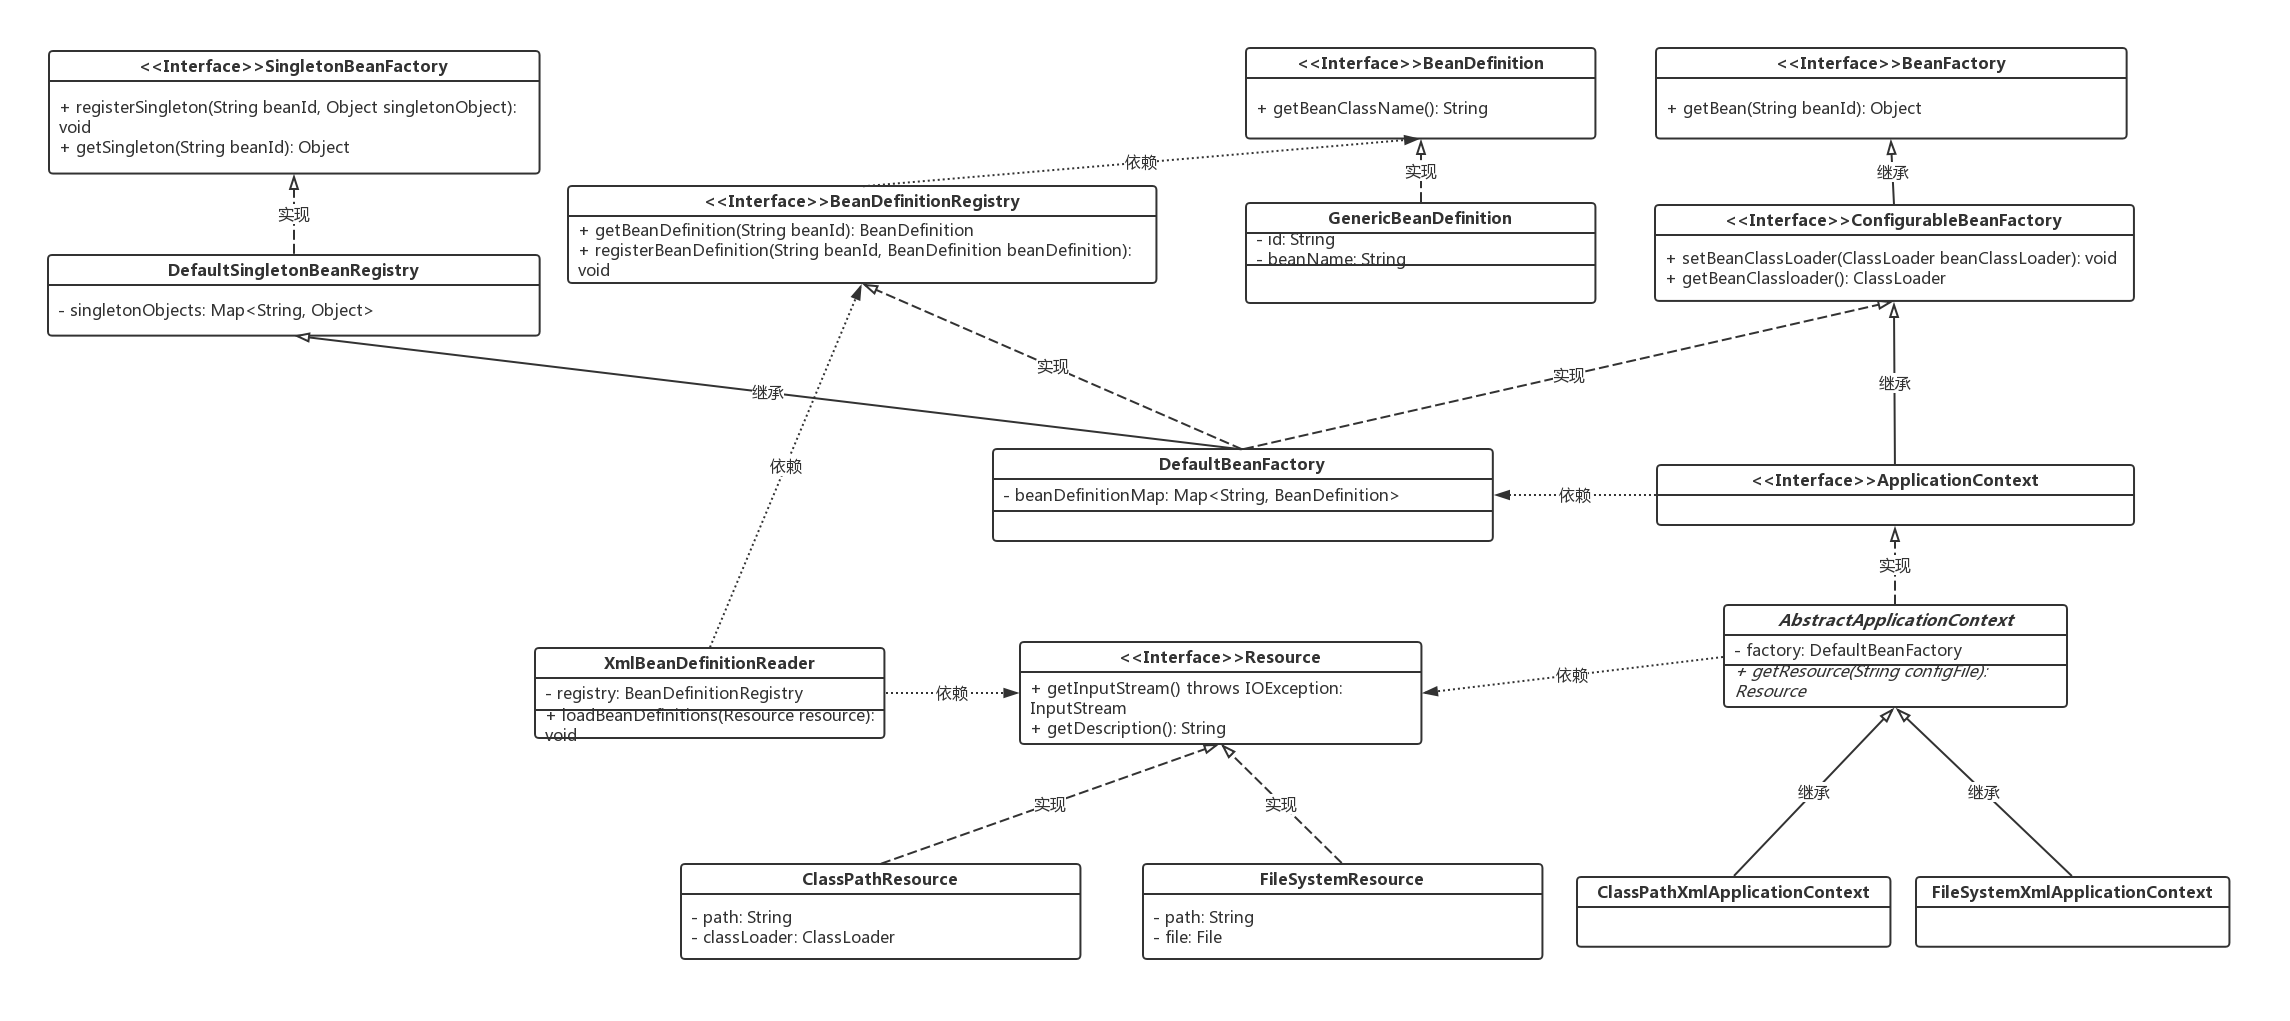 <<Interface>>SingletonBeanFactory
+ registerSingleton(String beanId, Object singletonObject):
void
+ getSingleton(String beanId): Object
<<Interface>>BeanDefinition
+ getBeanClassName(): String
<<Interface>>BeanFactory
+ getBean(String beanId): Object
依赖
实现
继承
实现
<<Interface>>BeanDefinitionRegistry
+ getBeanDefinition(String beanId): BeanDefinition
+ registerBeanDefinition(String beanId, BeanDefinition beanDefinition):
void
GenericBeanDefinition
- id: String
- beanName: String
<<Interface>>ConfigurableBeanFactory
+ setBeanClassLoader(ClassLoader beanClassLoader): void
+ getBeanClassloader(): ClassLoader
DefaultSingletonBeanRegistry
- singletonObjects: Map<String, Object>
继承
实现
实现
继承
依赖
DefaultBeanFactory
- beanDefinitionMap: Map<String, BeanDefinition>
依赖
<<Interface>>ApplicationContext
实现
XmlBeanDefinitionReader
- registry: BeanDefinitionRegistry
+ loadBeanDefinitions(Resource resource):
void
依赖
<<Interface>>Resource
+ getInputStream() throws IOException:
InputStream
+ getDescription(): String
依赖
AbstractApplicationContext
- factory: DefaultBeanFactory
+ getResource(String configFile):
Resource
实现
实现
继承
继承
ClassPathResource
- path: String
- classLoader: ClassLoader
FileSystemResource
- path: String
- file: File
ClassPathXmlApplicationContext
FileSystemXmlApplicationContext